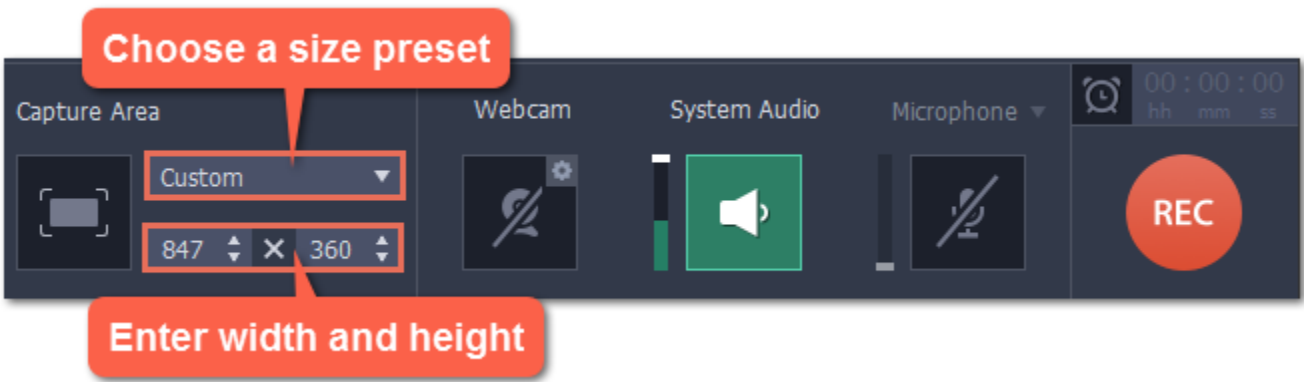 Choose a size preset
Capture Area
Webcam
System Audio
Microphone
00 : 00 : 00
hh mm ss
Custom
847 × 360
REC
Enter width and height